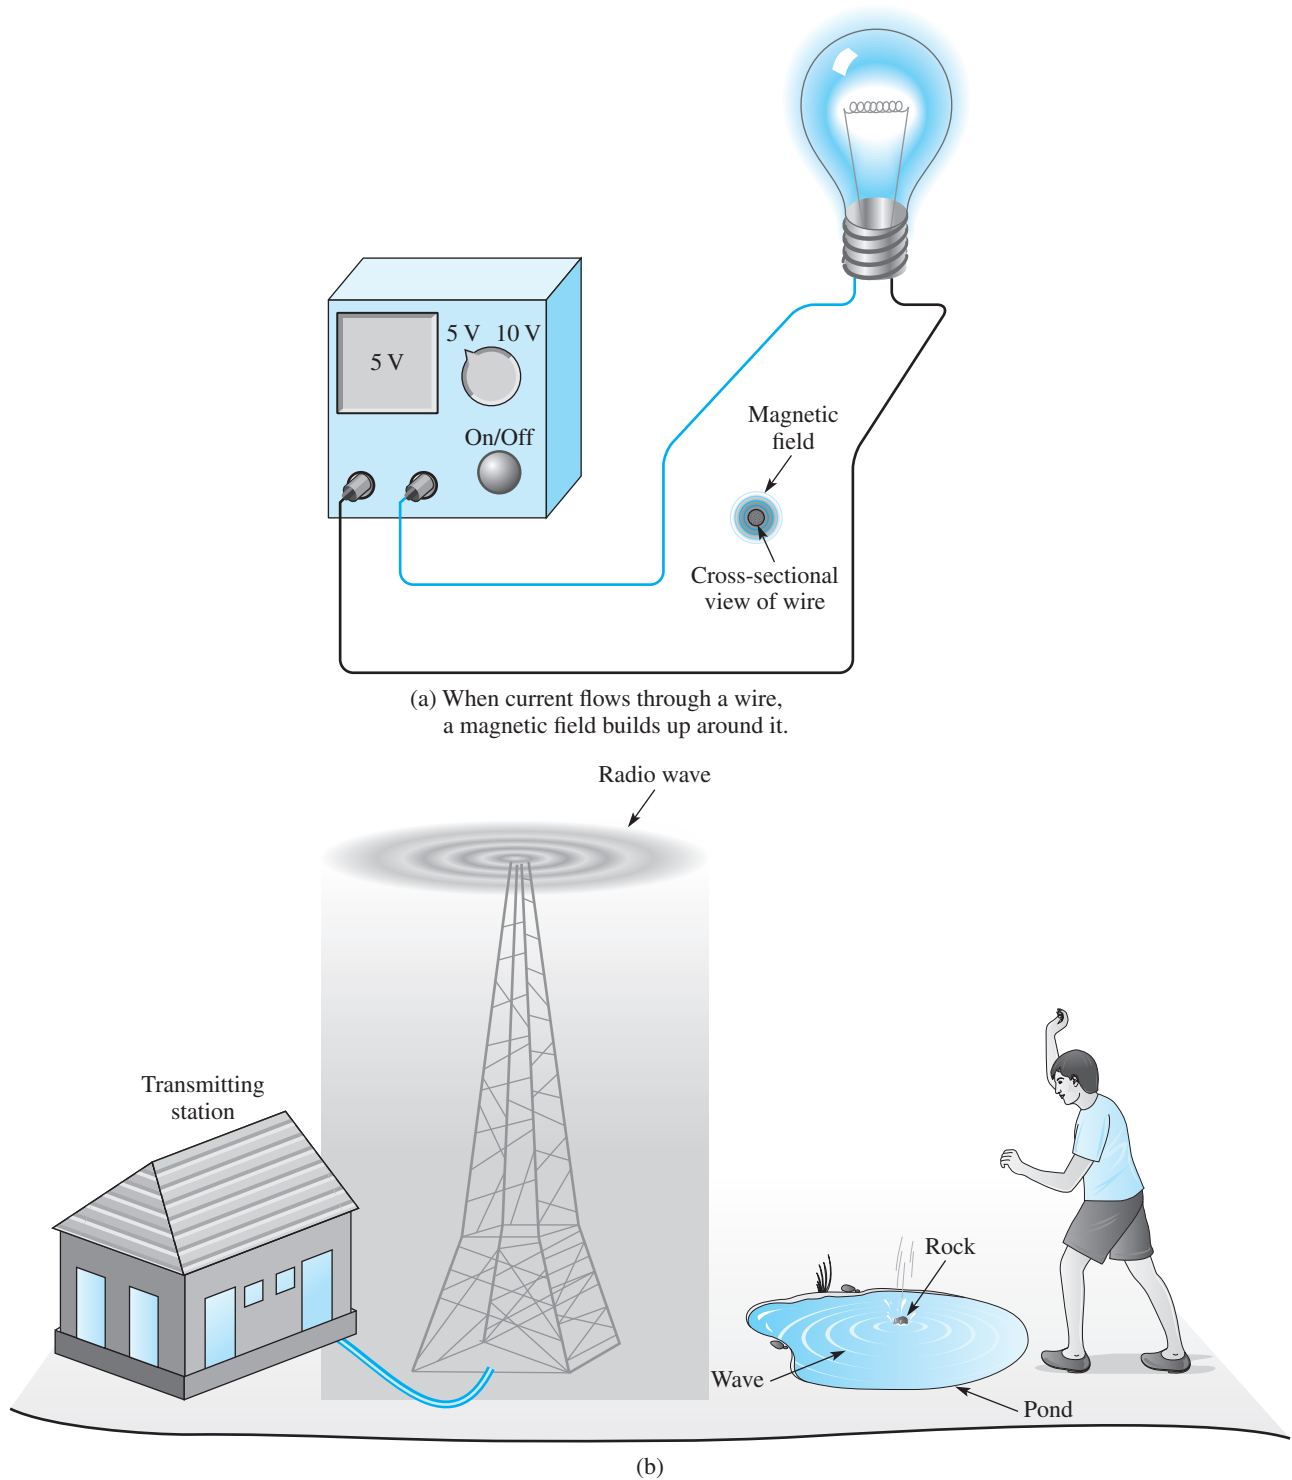 5 V 10 V
5 V
On/Off
Magnetic
field
Cross-sectional
view of wire
(a) When current flows through a wire,
a magnetic field builds up around it.
Radio wave
Transmitting
station
Rock
Wave
Pond
(b)